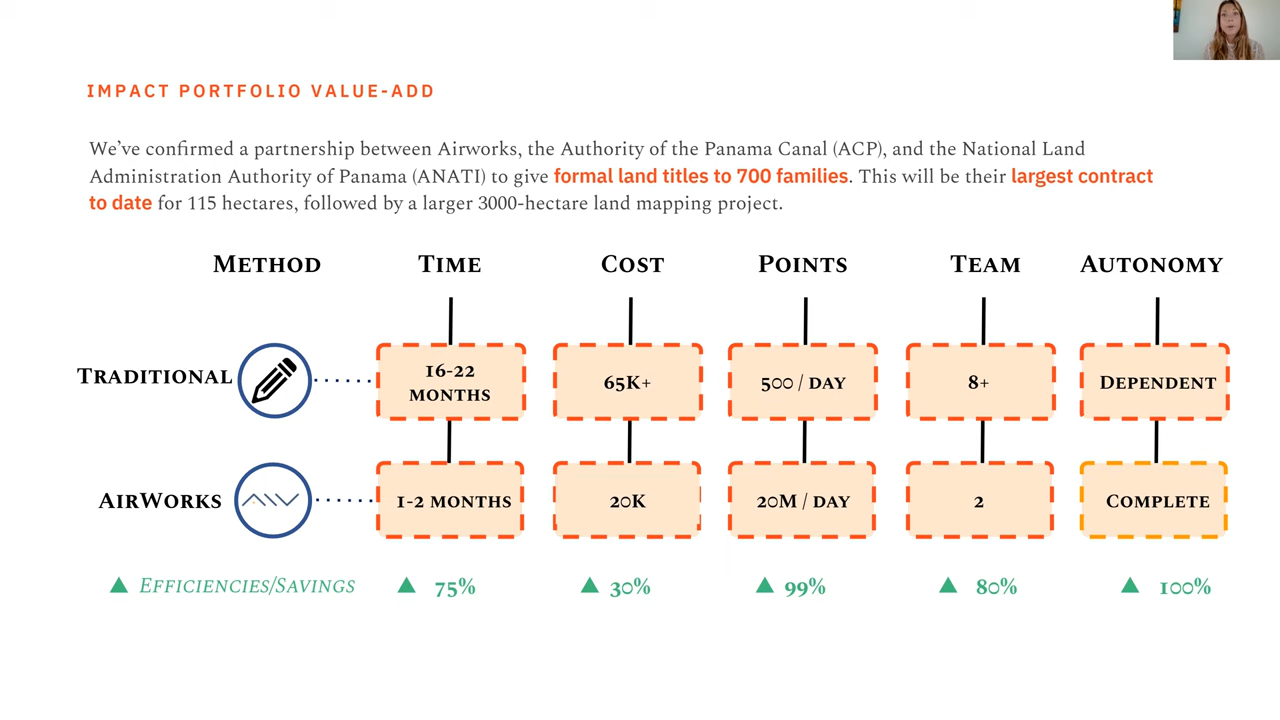 IMPACT PORTFOLIO VALUE-ADD
We've confirmed a partnership between Airworks, the Authority of the Panama Canal (ACP), and the National Land
Administration Authority of Panama (ANATI) to give formal land titles to 700 families. This will be their largest contract
to date for 115 hectares, followed by a larger 3000-hectare land mapping project.
METHOD TIME COST POINTS TEAM AUTONOMY
TRADITIONAL 16-22 MONTHS 65K+ 500 / DAY 8+ DEPENDENT
AIRWORKS 1-2 MONTHS 20K 20M / DAY 2 COMPLETE
▲ EFFICIENCIES/SAVINGS ▲ 75% ▲ 30% ▲ 99% ▲ 80% ▲ 100%